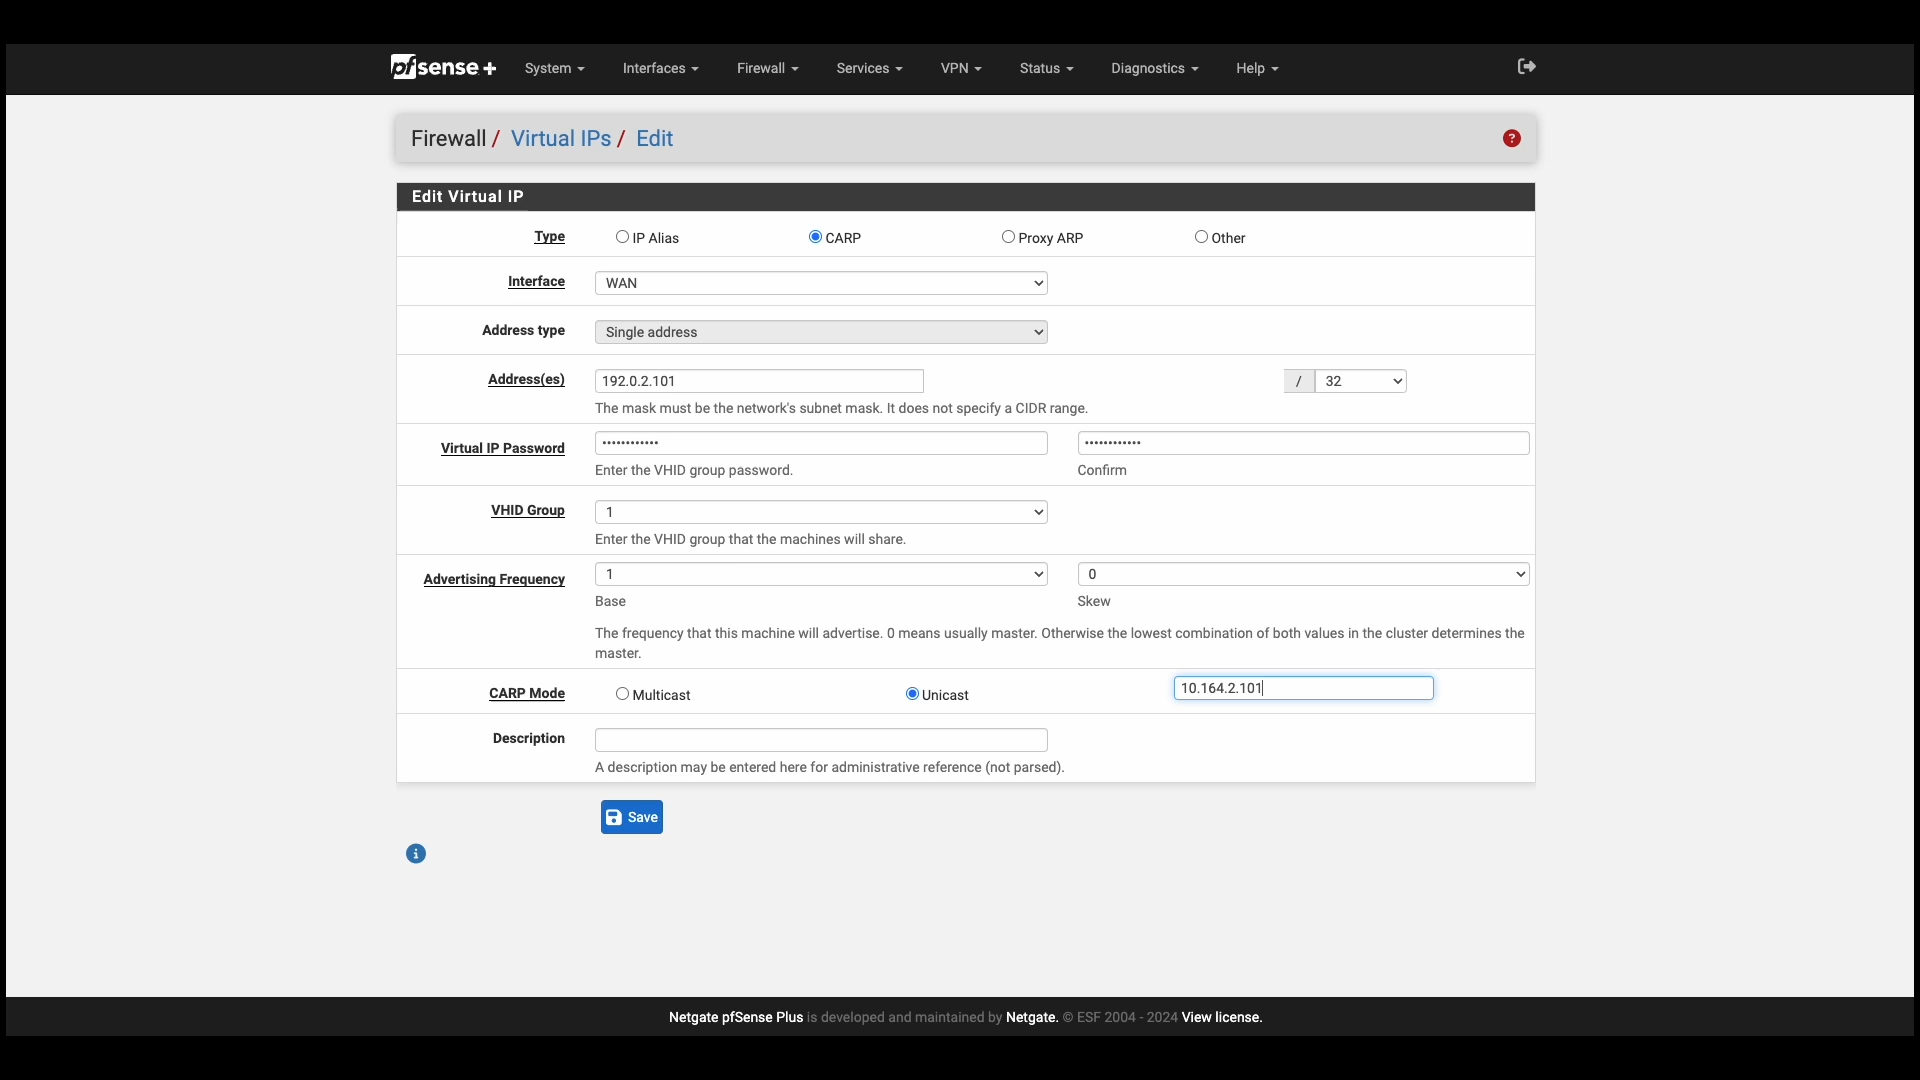 pfsense+ System Interfaces Firewall Services VPN Status Diagnostics Help
Firewall / Virtual IPs / Edit
?
Edit Virtual IP
Type IP Alias CARP Proxy ARP Other
Interface WAN
Address type Single address
Address(es) 192.0.2.101 / 32
The mask must be the network's subnet mask. It does not specify a CIDR range.
Virtual IP Password •••••••••••• ••••••••••••
Enter the VHID group password. Confirm
VHID Group 1
Enter the VHID group that the machines will share.
Advertising Frequency 1 0
Base Skew
The frequency that this machine will advertise. 0 means usually master. Otherwise the lowest combination of both values in the cluster determines the
master.
CARP Mode Multicast Unicast 10.164.2.101
Description
A description may be entered here for administrative reference (not parsed).
Save
i
Netgate pfSense Plus is developed and maintained by Netgate. © ESF 2004 - 2024 View license.